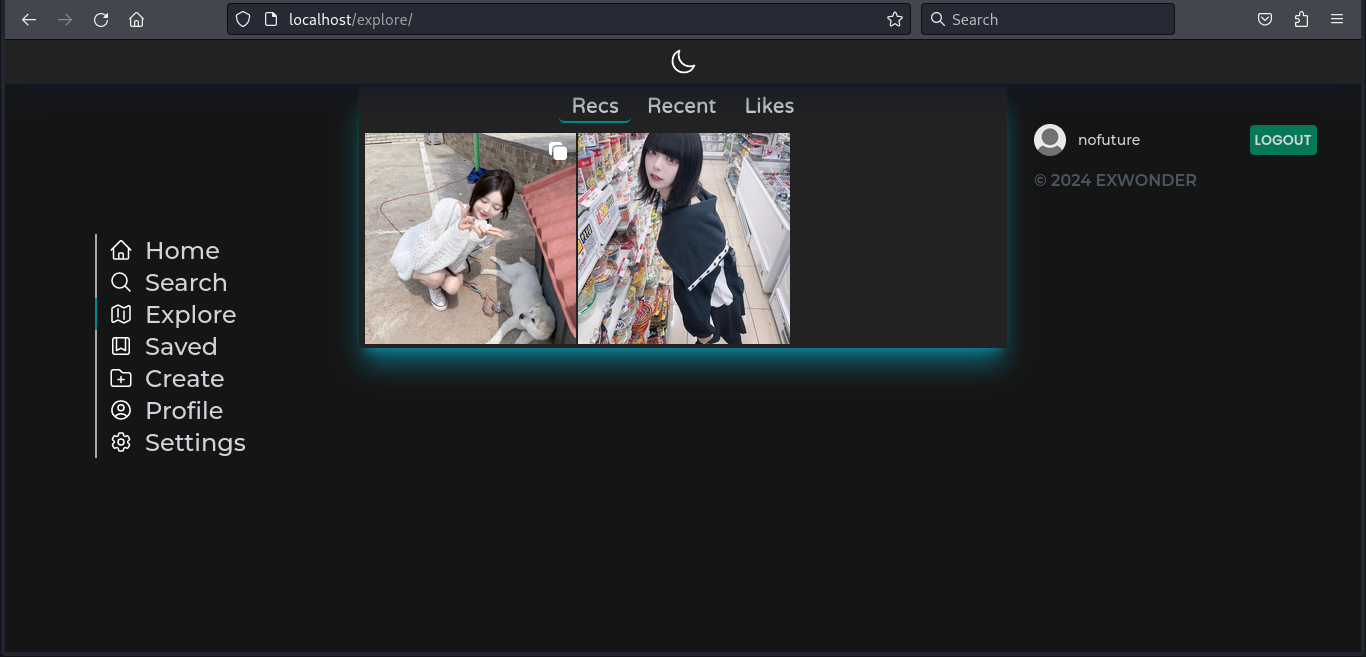 localhost/explore/
Search
Recs Recent Likes
nofuture
LOGOUT
© 2024 EXWONDER
Home
Search
Explore
Saved
Create
Profile
Settings